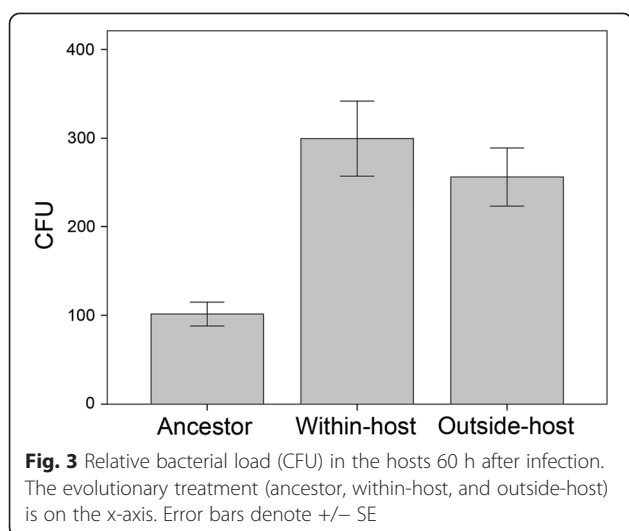 400
300
200
100
0
CFU
Ancestor Within-host Outside-host
Fig. 3 Relative bacterial load (CFU) in the hosts 60 h after infection.
The evolutionary treatment (ancestor, within-host, and outside-host)
is on the x-axis. Error bars denote +/− SE